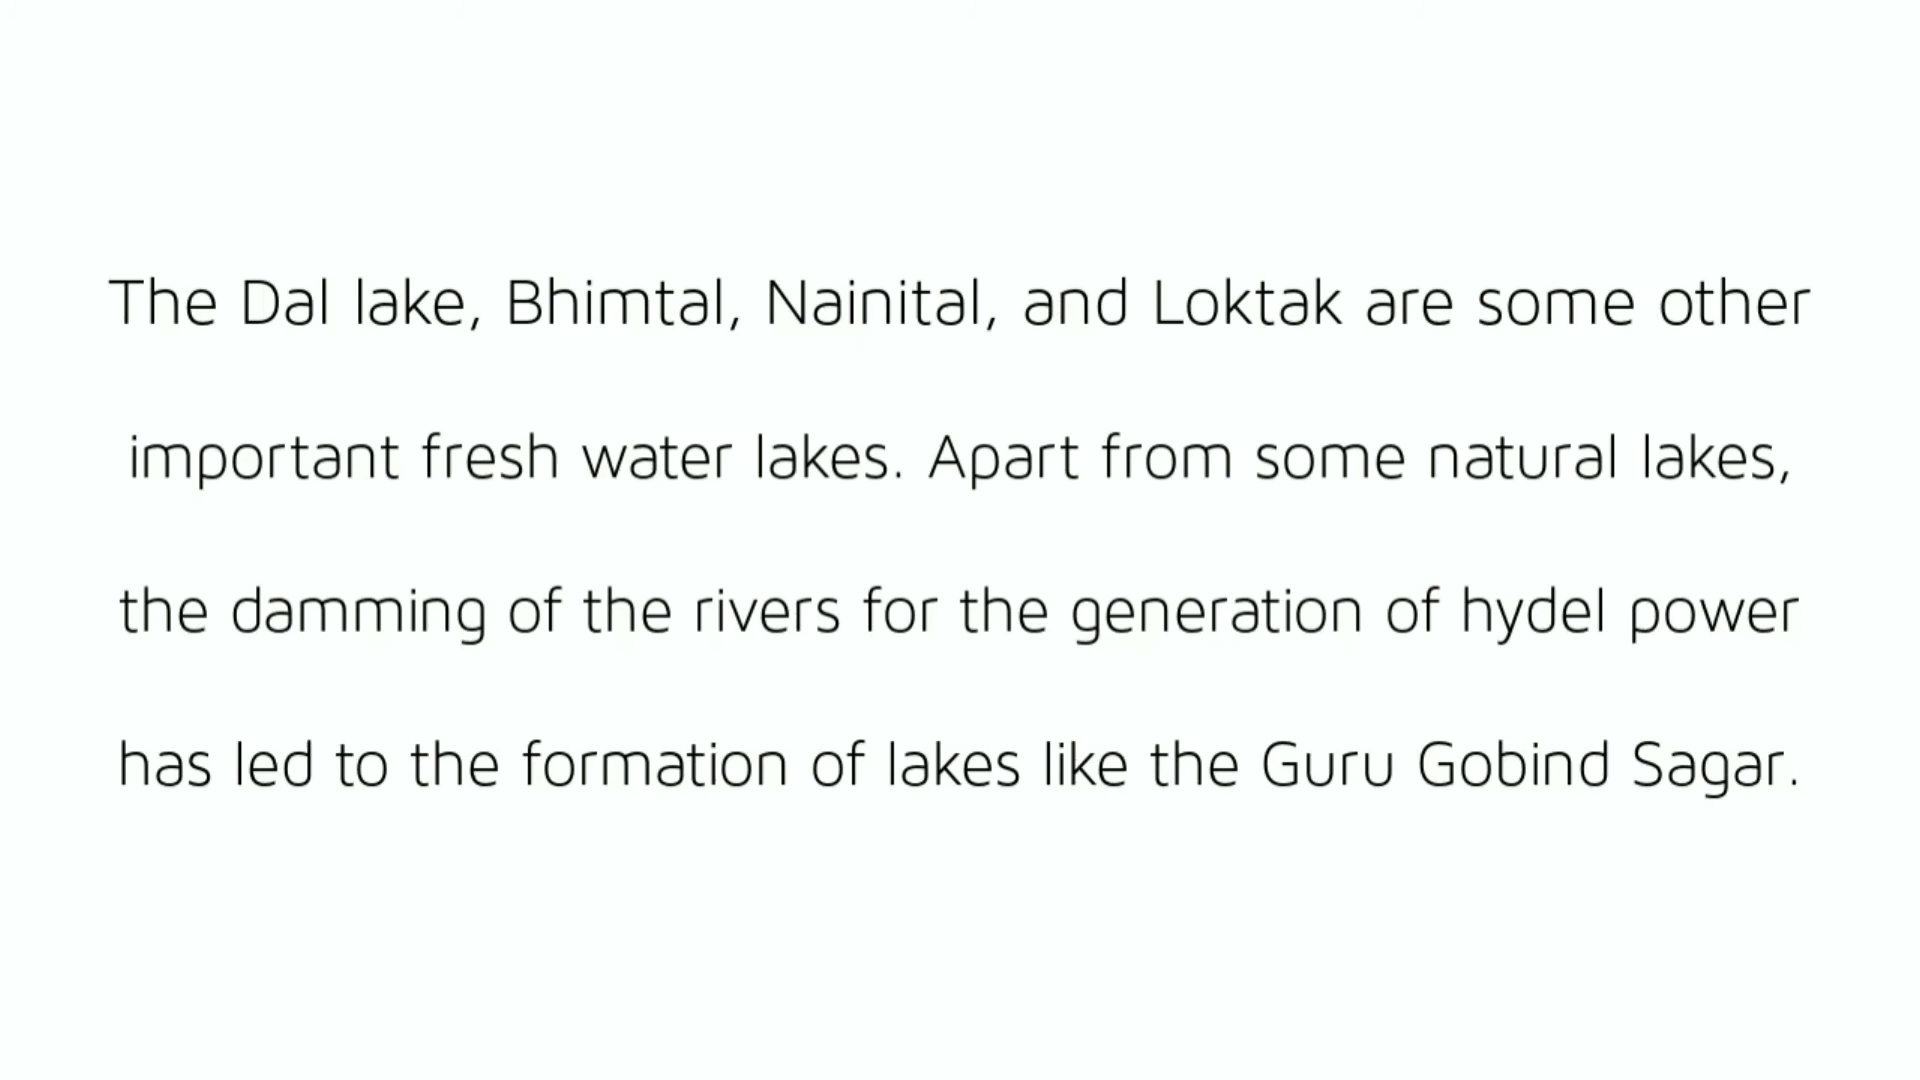 The Dal lake, Bhimtal, Nainital, and Loktak are some other
important fresh water lakes. Apart from some natural lakes,
the damming of the rivers for the generation of hydel power
has led to the formation of lakes like the Guru Gobind Sagar.